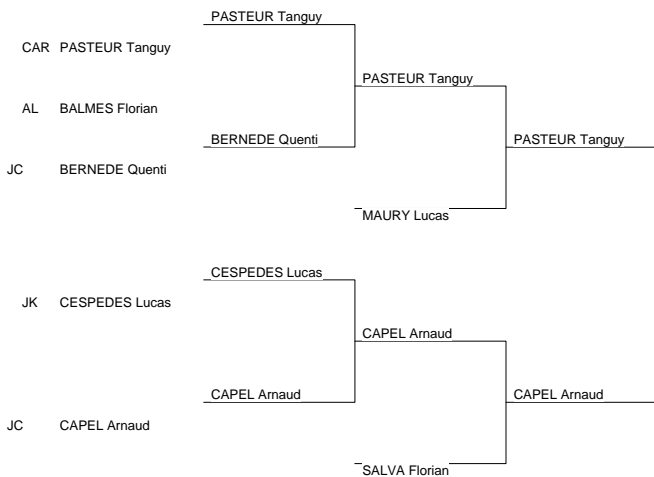 PASTEUR Tanguy
CAR PASTEUR Tanguy
PASTEUR Tanguy
AL BALMES Florian
BERNEDE Quenti
PASTEUR Tanguy
JC BERNEDE Quenti
MAURY Lucas
CESPEDES Lucas
JK CESPEDES Lucas
CAPEL Arnaud
CAPEL Arnaud
CAPEL Arnaud
JC CAPEL Arnaud
SALVA Florian